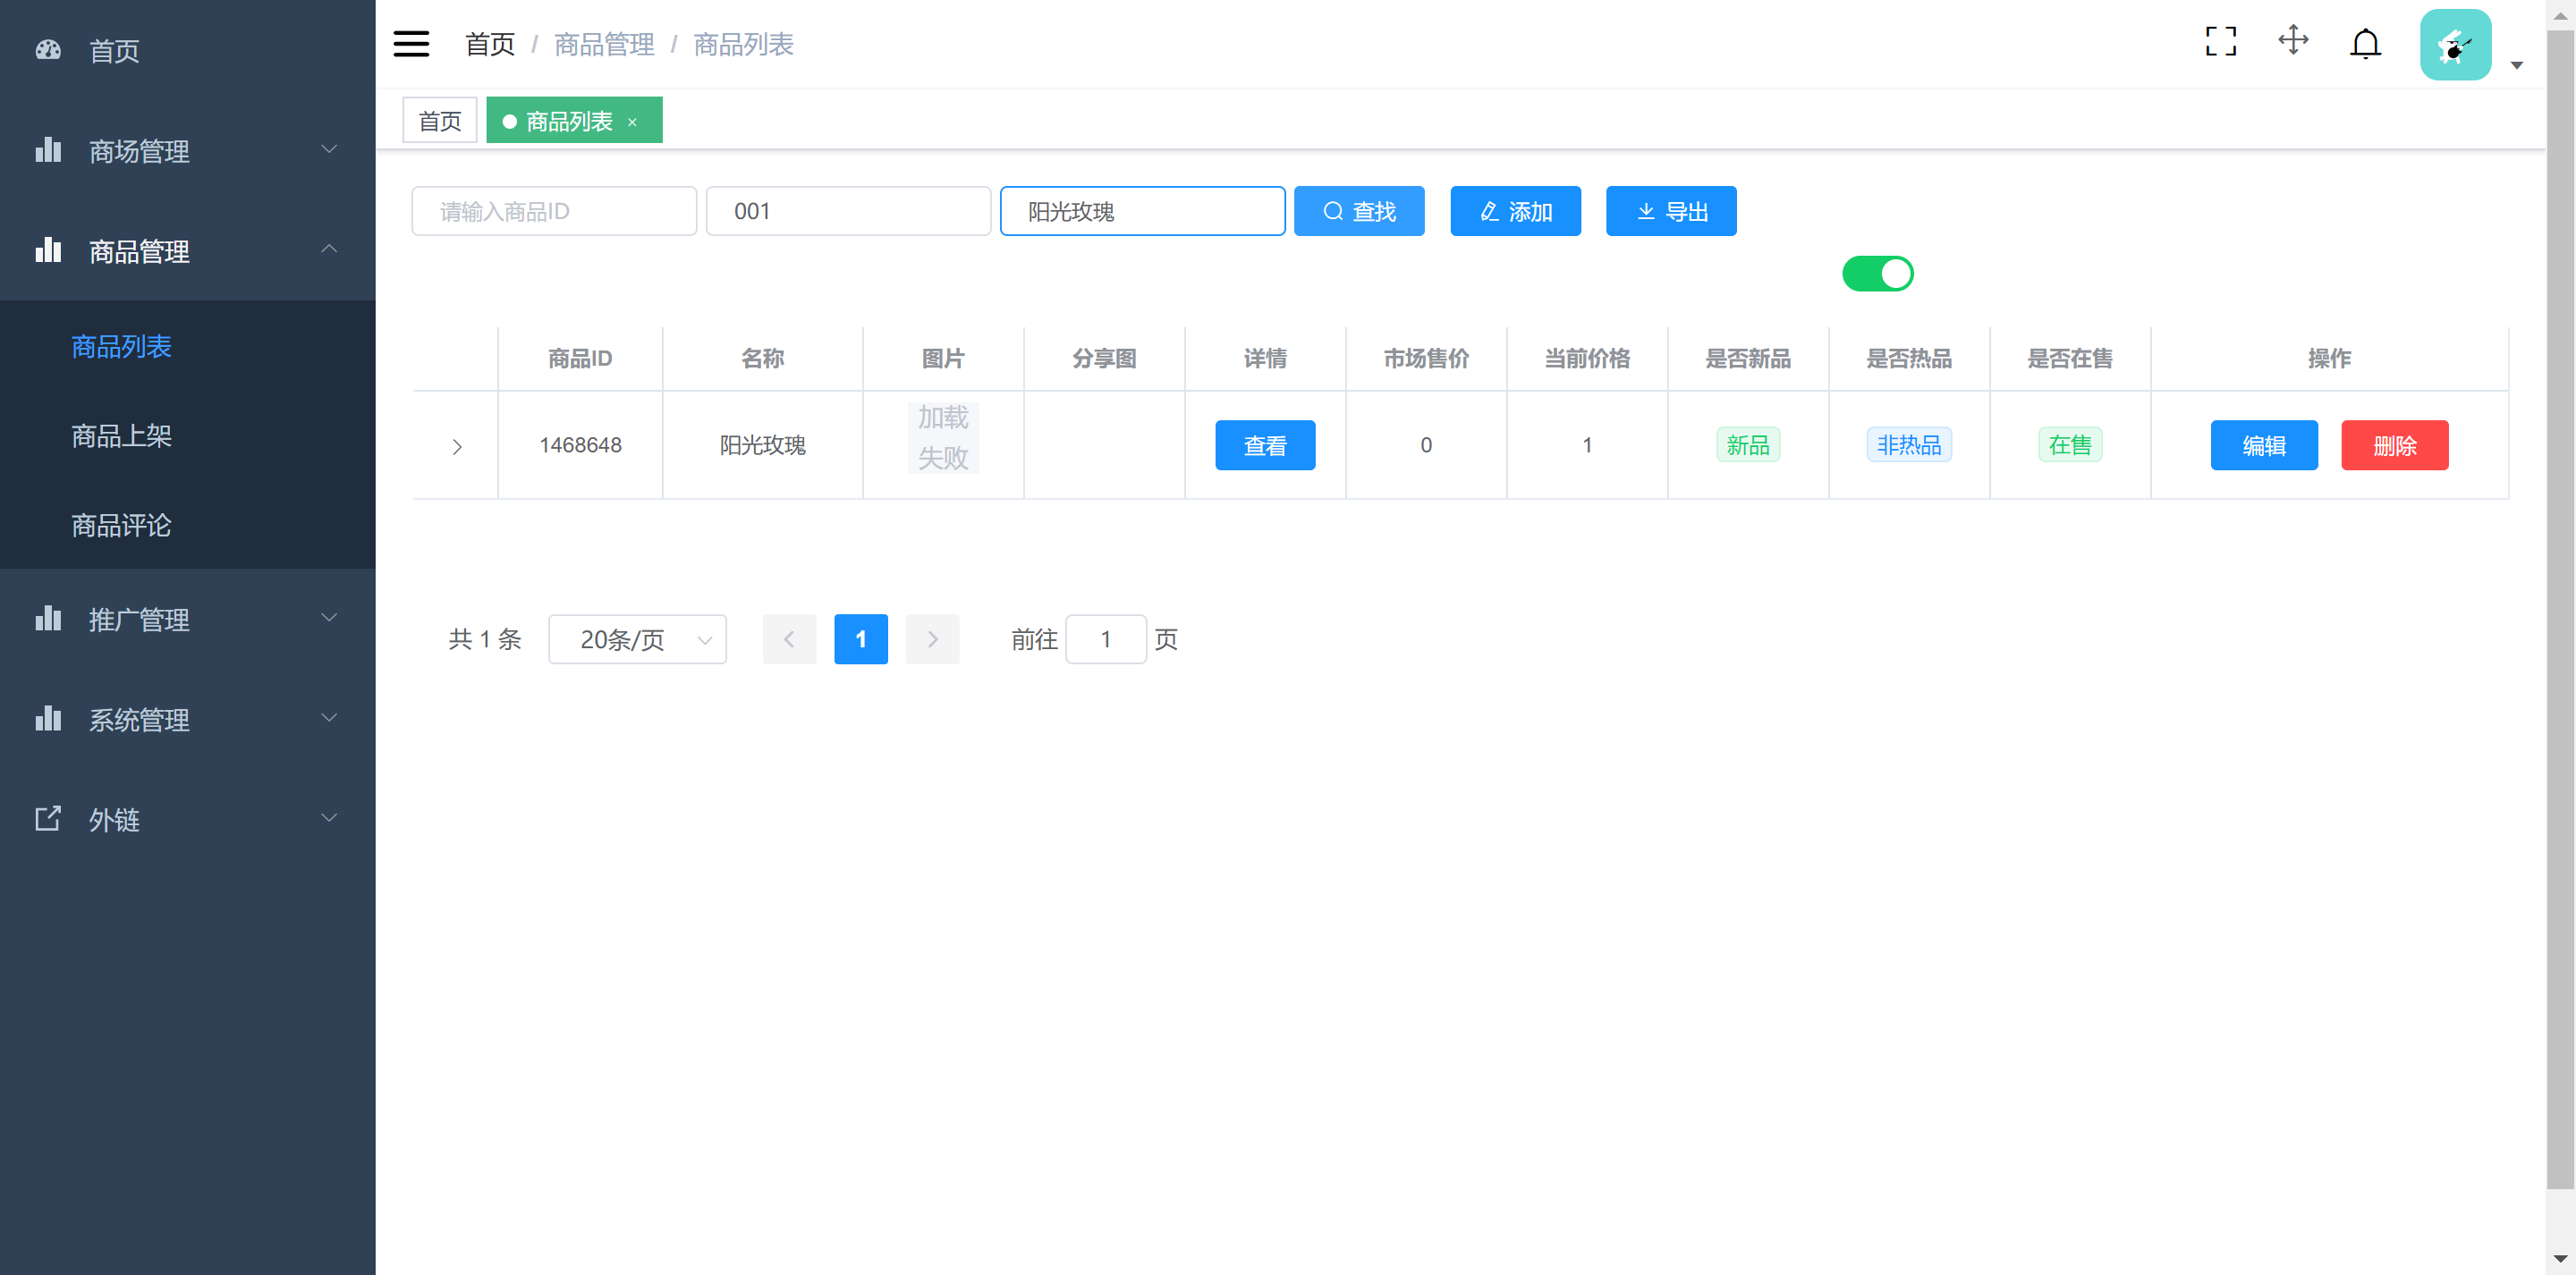 首页
商场管理
商品管理
商品列表
商品上架
商品评论
推广管理
系统管理
外链
首页 / 商品管理 / 商品列表
首页 商品列表 ×
请输入商品ID 001 阳光玫瑰 查找 添加 导出
商品ID 名称 图片 分享图 详情 市场售价 当前价格 是否新品 是否热品 是否在售 操作
1468648 阳光玫瑰 加载 查看 0 1 新品 非热品 在售 编辑 删除
失败
共 1 条 20条/页 1 前往 1 页